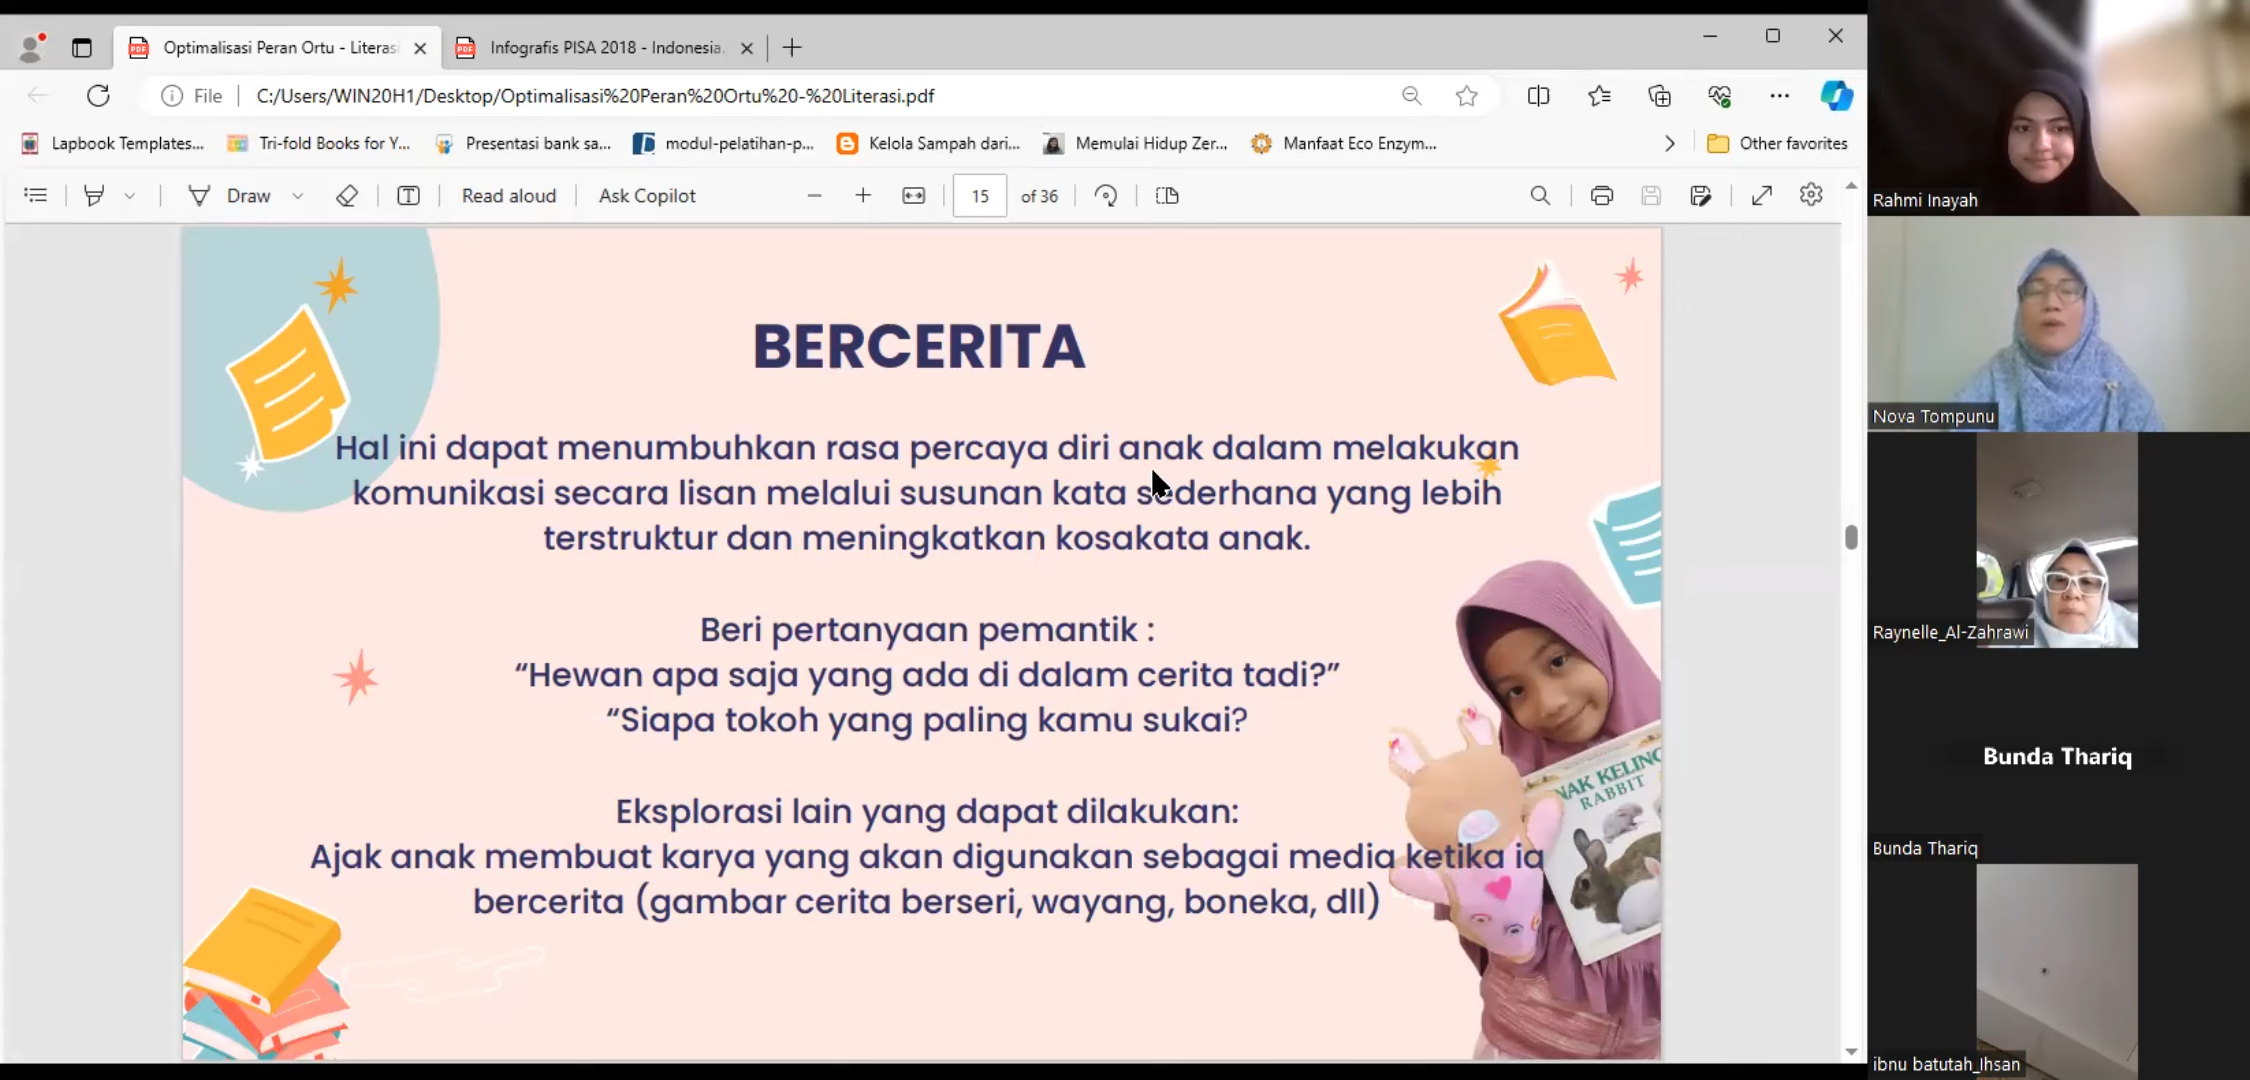 Optimalisasi Peran Ortu - Literasi
Infografis PISA 2018 - Indonesia.
File
C:/Users/WIN20H1/Desktop/Optimalisasi%20Peran%20Ortu%20-%20Literasi.pdf
Lapbook Templates...
Tri-fold Books for Y...
Presentasi bank sa...
modul-pelatihan-p...
Kelola Sampah dari...
Memulai Hidup Zer...
Manfaat Eco Enzym...
Other favorites
Draw
Read aloud
Ask Copilot
15
of 36
BERCERITA
Hal ini dapat menumbuhkan rasa percaya diri anak dalam melakukan
komunikasi secara lisan melalui susunan kata sederhana yang lebih
terstruktur dan meningkatkan kosakata anak.
Beri pertanyaan pemantik :
“Hewan apa saja yang ada di dalam cerita tadi?”
“Siapa tokoh yang paling kamu sukai?
Eksplorasi lain yang dapat dilakukan:
Ajak anak membuat karya yang akan digunakan sebagai media ketika ia
bercerita (gambar cerita berseri, wayang, boneka, dll)
NAK KELINC
RABBIT
Rahmi Inayah
Nova Tompunu
Raynelle_Al-Zahrawi
Bunda Thariq
Bunda Thariq
ibnu batutah_Ihsan